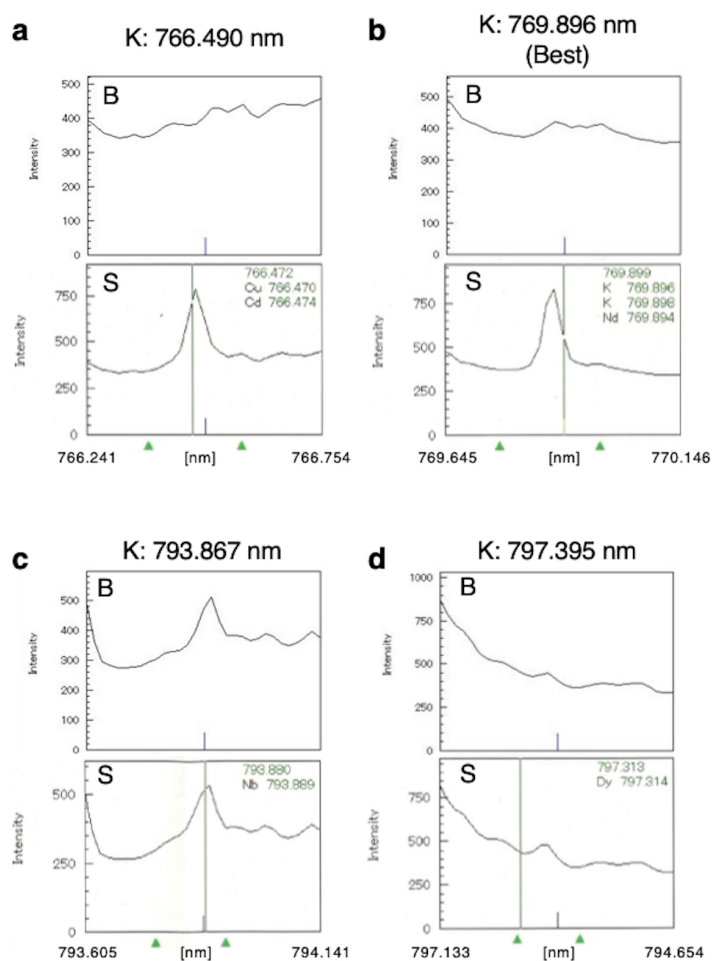 a
K: 766.490 nm
b
K: 769.896 nm
(Best)
B
Intensity
500
400
300
200
100
0
B
Intensity
500
400
300
200
100
0
S
766.472
Cu 766.470
Cd 766.474
Intensity
750
500
250
0
766.241
[nm]
766.754
S
769.899
K 769.896
K 769.898
Nd 769.894
Intensity
750
500
250
0
769.645
[nm]
770.146
c
K: 793.867 nm
d
K: 797.395 nm
B
Intensity
500
400
300
200
100
0
B
Intensity
1000
750
500
250
0
S
793.880
Nb 793.889
Intensity
500
250
0
793.605
[nm]
794.141
S
797.313
Dy 797.314
Intensity
750
500
250
0
797.133
[nm]
794.654